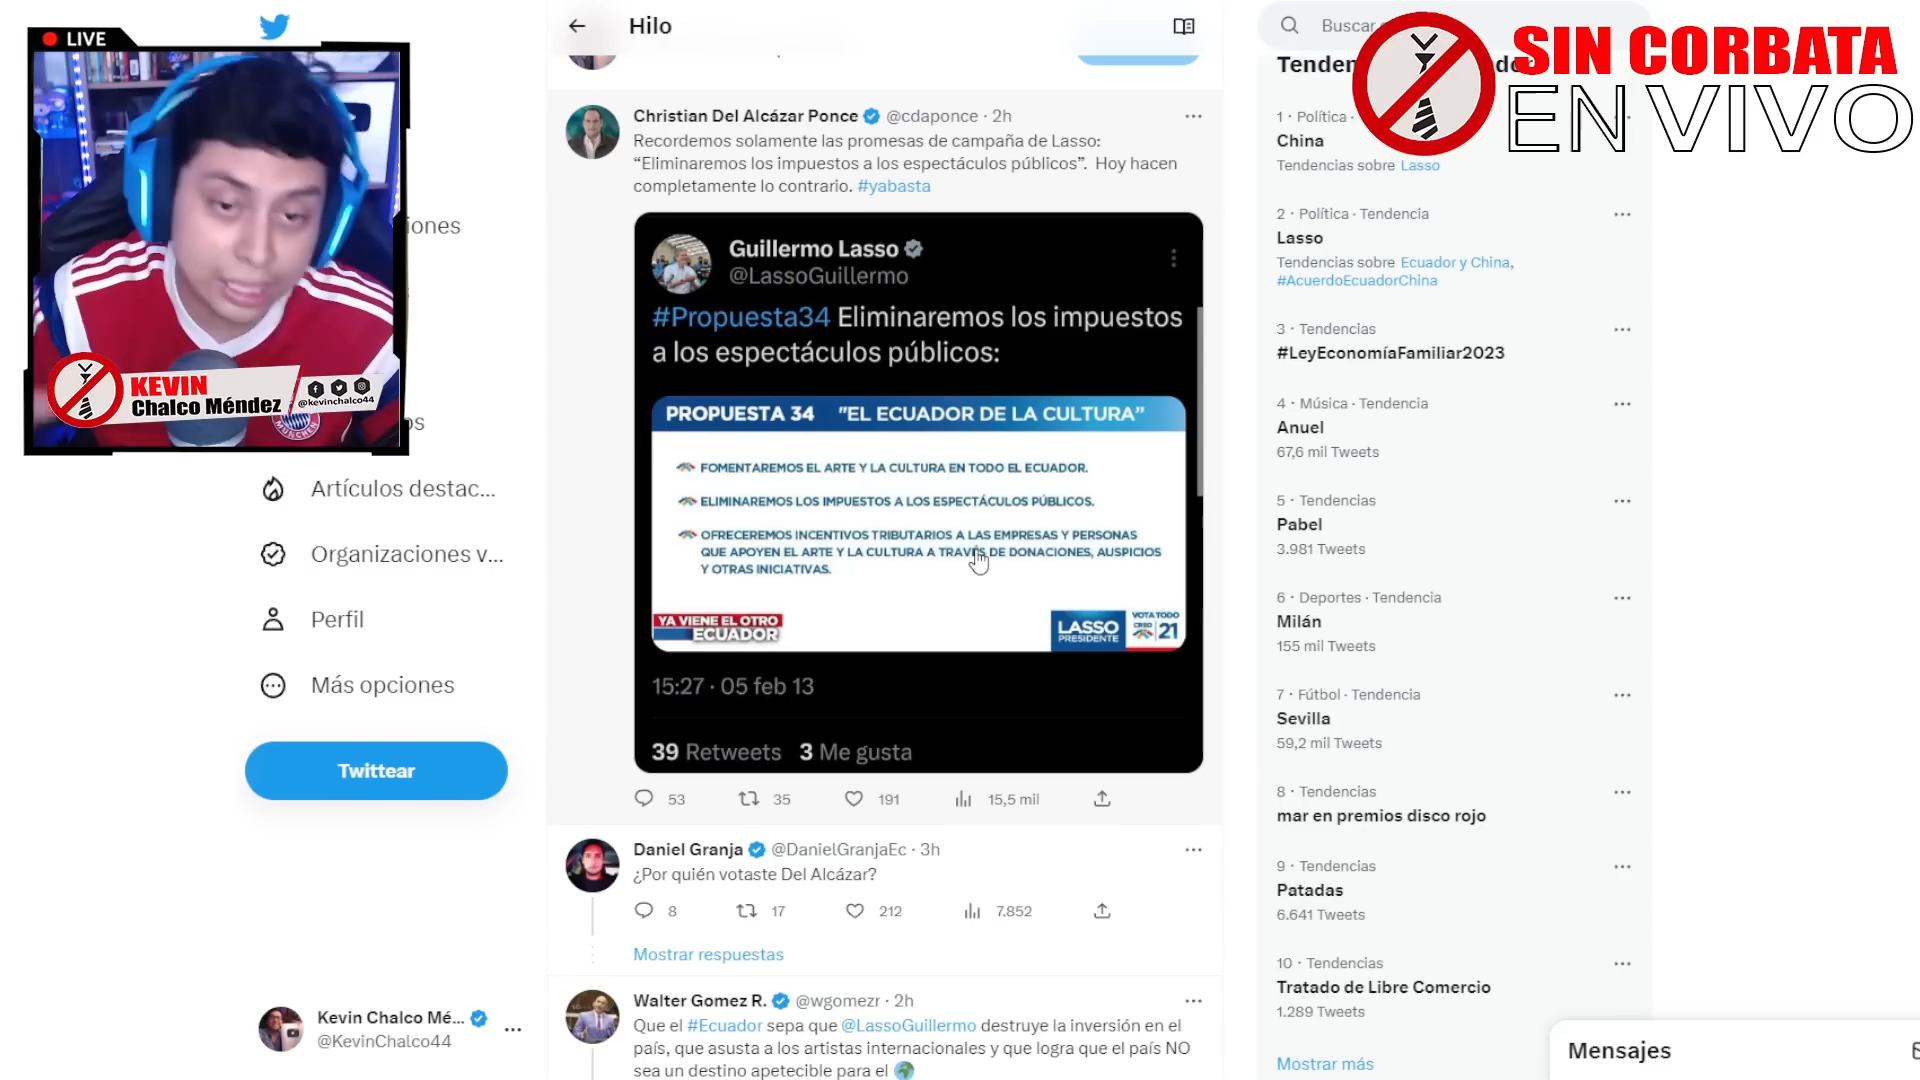 LIVE
SIN CORBATA
EN VIVO
KEVIN
Chalco Méndez
@kevinchalco44
MÜNCHEN
iones
os
Artículos destac...
Organizaciones v...
Perfil
Más opciones
Twittear
Kevin Chalco Mé...
@KevinChalco44
Hilo
Christian Del Alcázar Ponce @cdaponce · 2h
Recordemos solamente las promesas de campaña de Lasso:
“Eliminaremos los impuestos a los espectáculos públicos”. Hoy hacen
completamente lo contrario. #yabasta
Guillermo Lasso
@LassoGuillermo
#Propuesta34 Eliminaremos los impuestos
a los espectáculos públicos:
PROPUESTA 34 "EL ECUADOR DE LA CULTURA”
FOMENTAREMOS EL ARTE Y LA CULTURA EN TODO EL ECUADOR.
ELIMINAREMOS LOS IMPUESTOS A LOS ESPECTÁCULOS PÚBLICOS.
OFRECEREMOS INCENTIVOS TRIBUTARIOS A LAS EMPRESAS Y PERSONAS
QUE APOYEN EL ARTE Y LA CULTURA A TRAVÉS DE DONACIONES, AUSPICIOS
Y OTRAS INICIATIVAS.
YA VIENE EL OTRO
ECUADOR
LASSO
PRESIDENTE
VOTA TODO
CREO 21
15:27 · 05 feb 13
39 Retweets 3 Me gusta
53 35 191 15,5 mil
Daniel Granja @DanielGranjaEc · 3h
¿Por quién votaste Del Alcázar?
8 17 212 7.852
Mostrar respuestas
Walter Gomez R. @wgomezr · 2h
Que el #Ecuador sepa que @LassoGuillermo destruye la inversión en el
país, que asusta a los artistas internacionales y que logra que el país NO
sea un destino apetecible para el
Buscar
1 · Política ·
China
Tendencias sobre Lasso
2 · Política · Tendencia
Lasso
Tendencias sobre Ecuador y China,
#AcuerdoEcuadorChina
3 · Tendencias
#LeyEconomíaFamiliar2023
4 · Música · Tendencia
Anuel
67,6 mil Tweets
5 · Tendencias
Pabel
3.981 Tweets
6 · Deportes · Tendencia
Milán
155 mil Tweets
7 · Fútbol · Tendencia
Sevilla
59,2 mil Tweets
8 · Tendencias
mar en premios disco rojo
9 · Tendencias
Patadas
6.641 Tweets
10 · Tendencias
Tratado de Libre Comercio
1.289 Tweets
Mostrar más
Mensajes